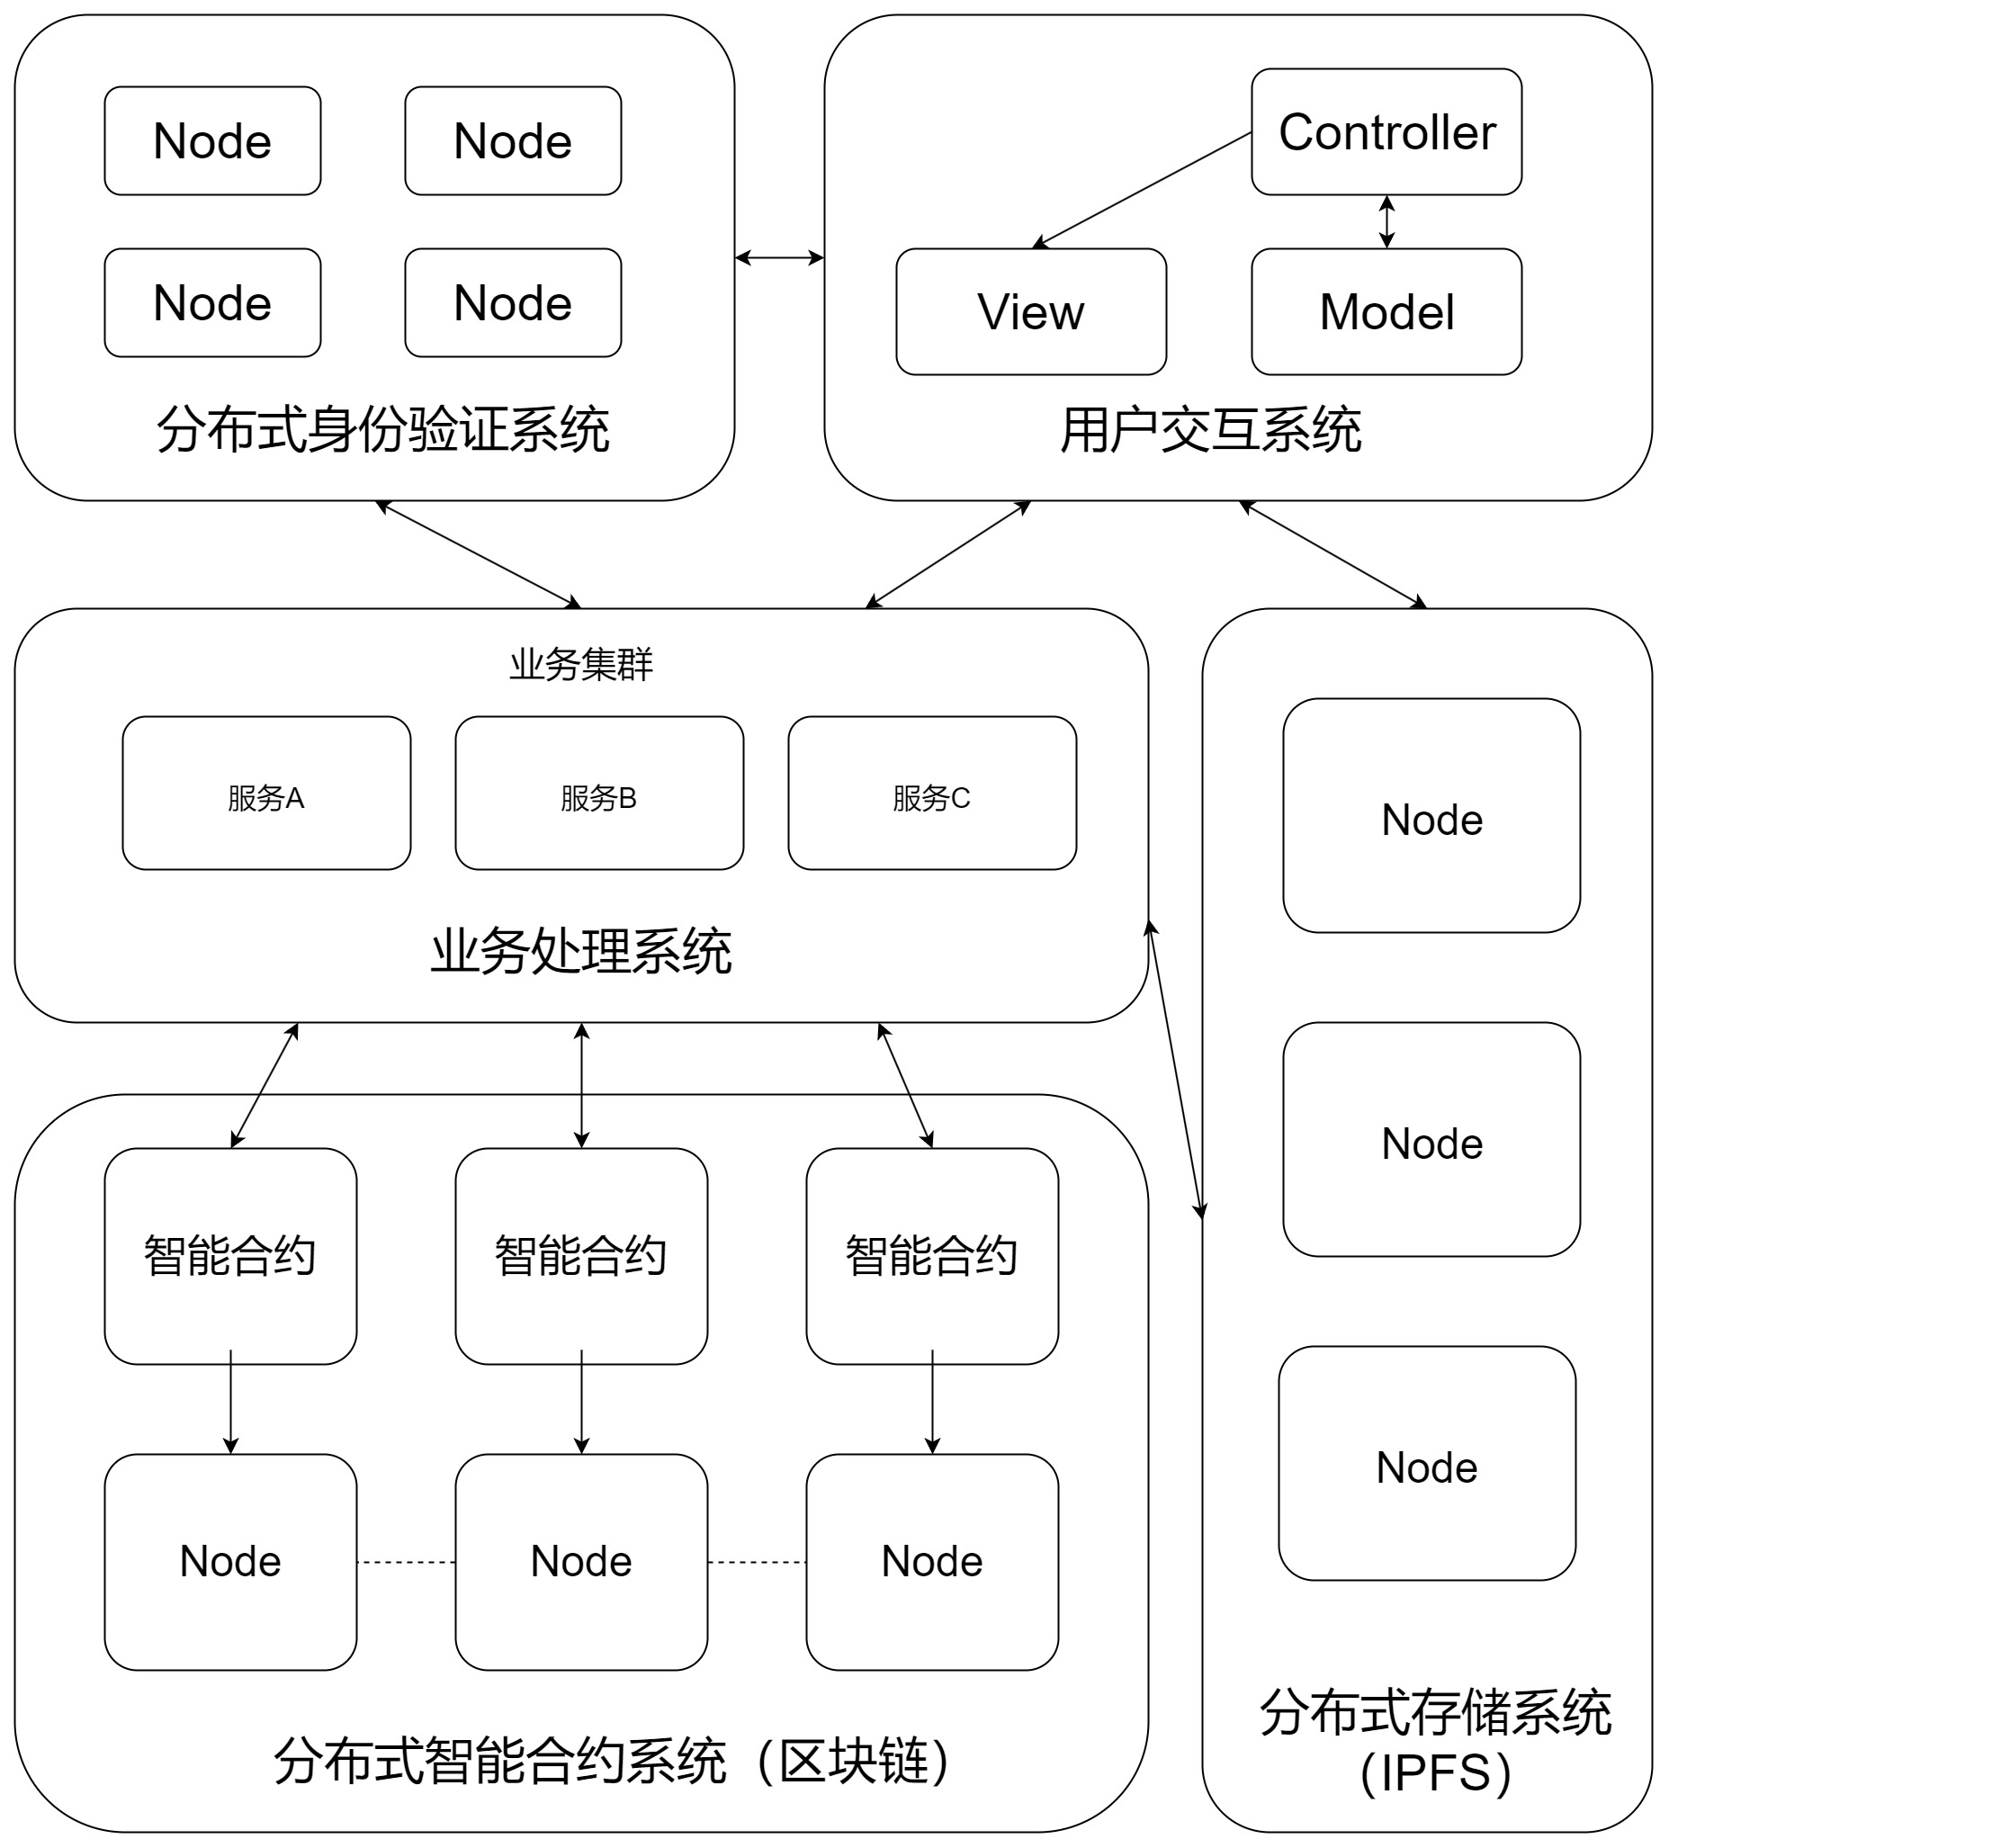 Node
Node
Node
Node
分布式身份验证系统
Controller
View
Model
用户交互系统
业务集群
服务A
服务B
服务C
业务处理系统
智能合约
智能合约
智能合约
Node
Node
Node
分布式智能合约系统（区块链）
Node
Node
Node
分布式存储系统
（IPFS）